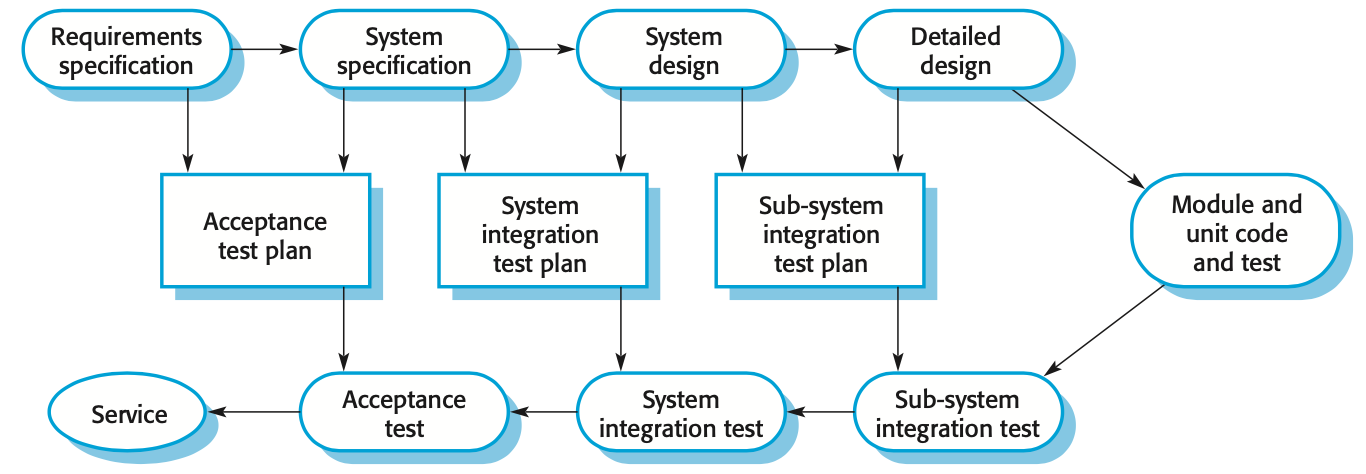 Requirements
specification
System
specification
System
design
Detailed
design
Acceptance
test plan
System
integration
test plan
Sub-system
integration
test plan
Module and
unit code
and test
Service
Acceptance
test
System
integration test
Sub-system
integration test